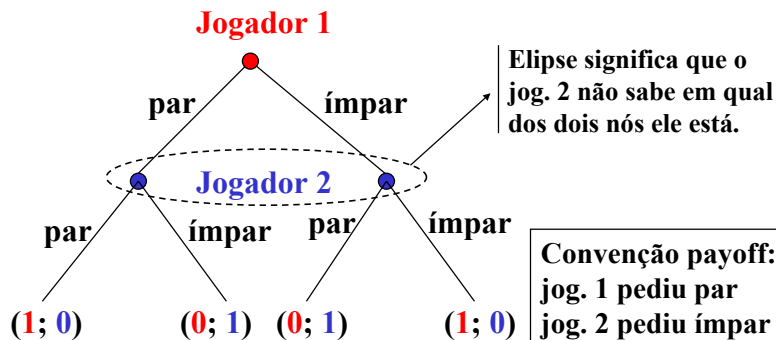 Jogador 1
Elipse significa que o
jog. 2 não sabe em qual
dos dois nós ele está.
par
ímpar
Jogador 2
par
ímpar
par
ímpar
Convenção payoff:
jog. 1 pediu par
jog. 2 pediu ímpar
(1; 0)
(0; 1)
(0; 1)
(1; 0)